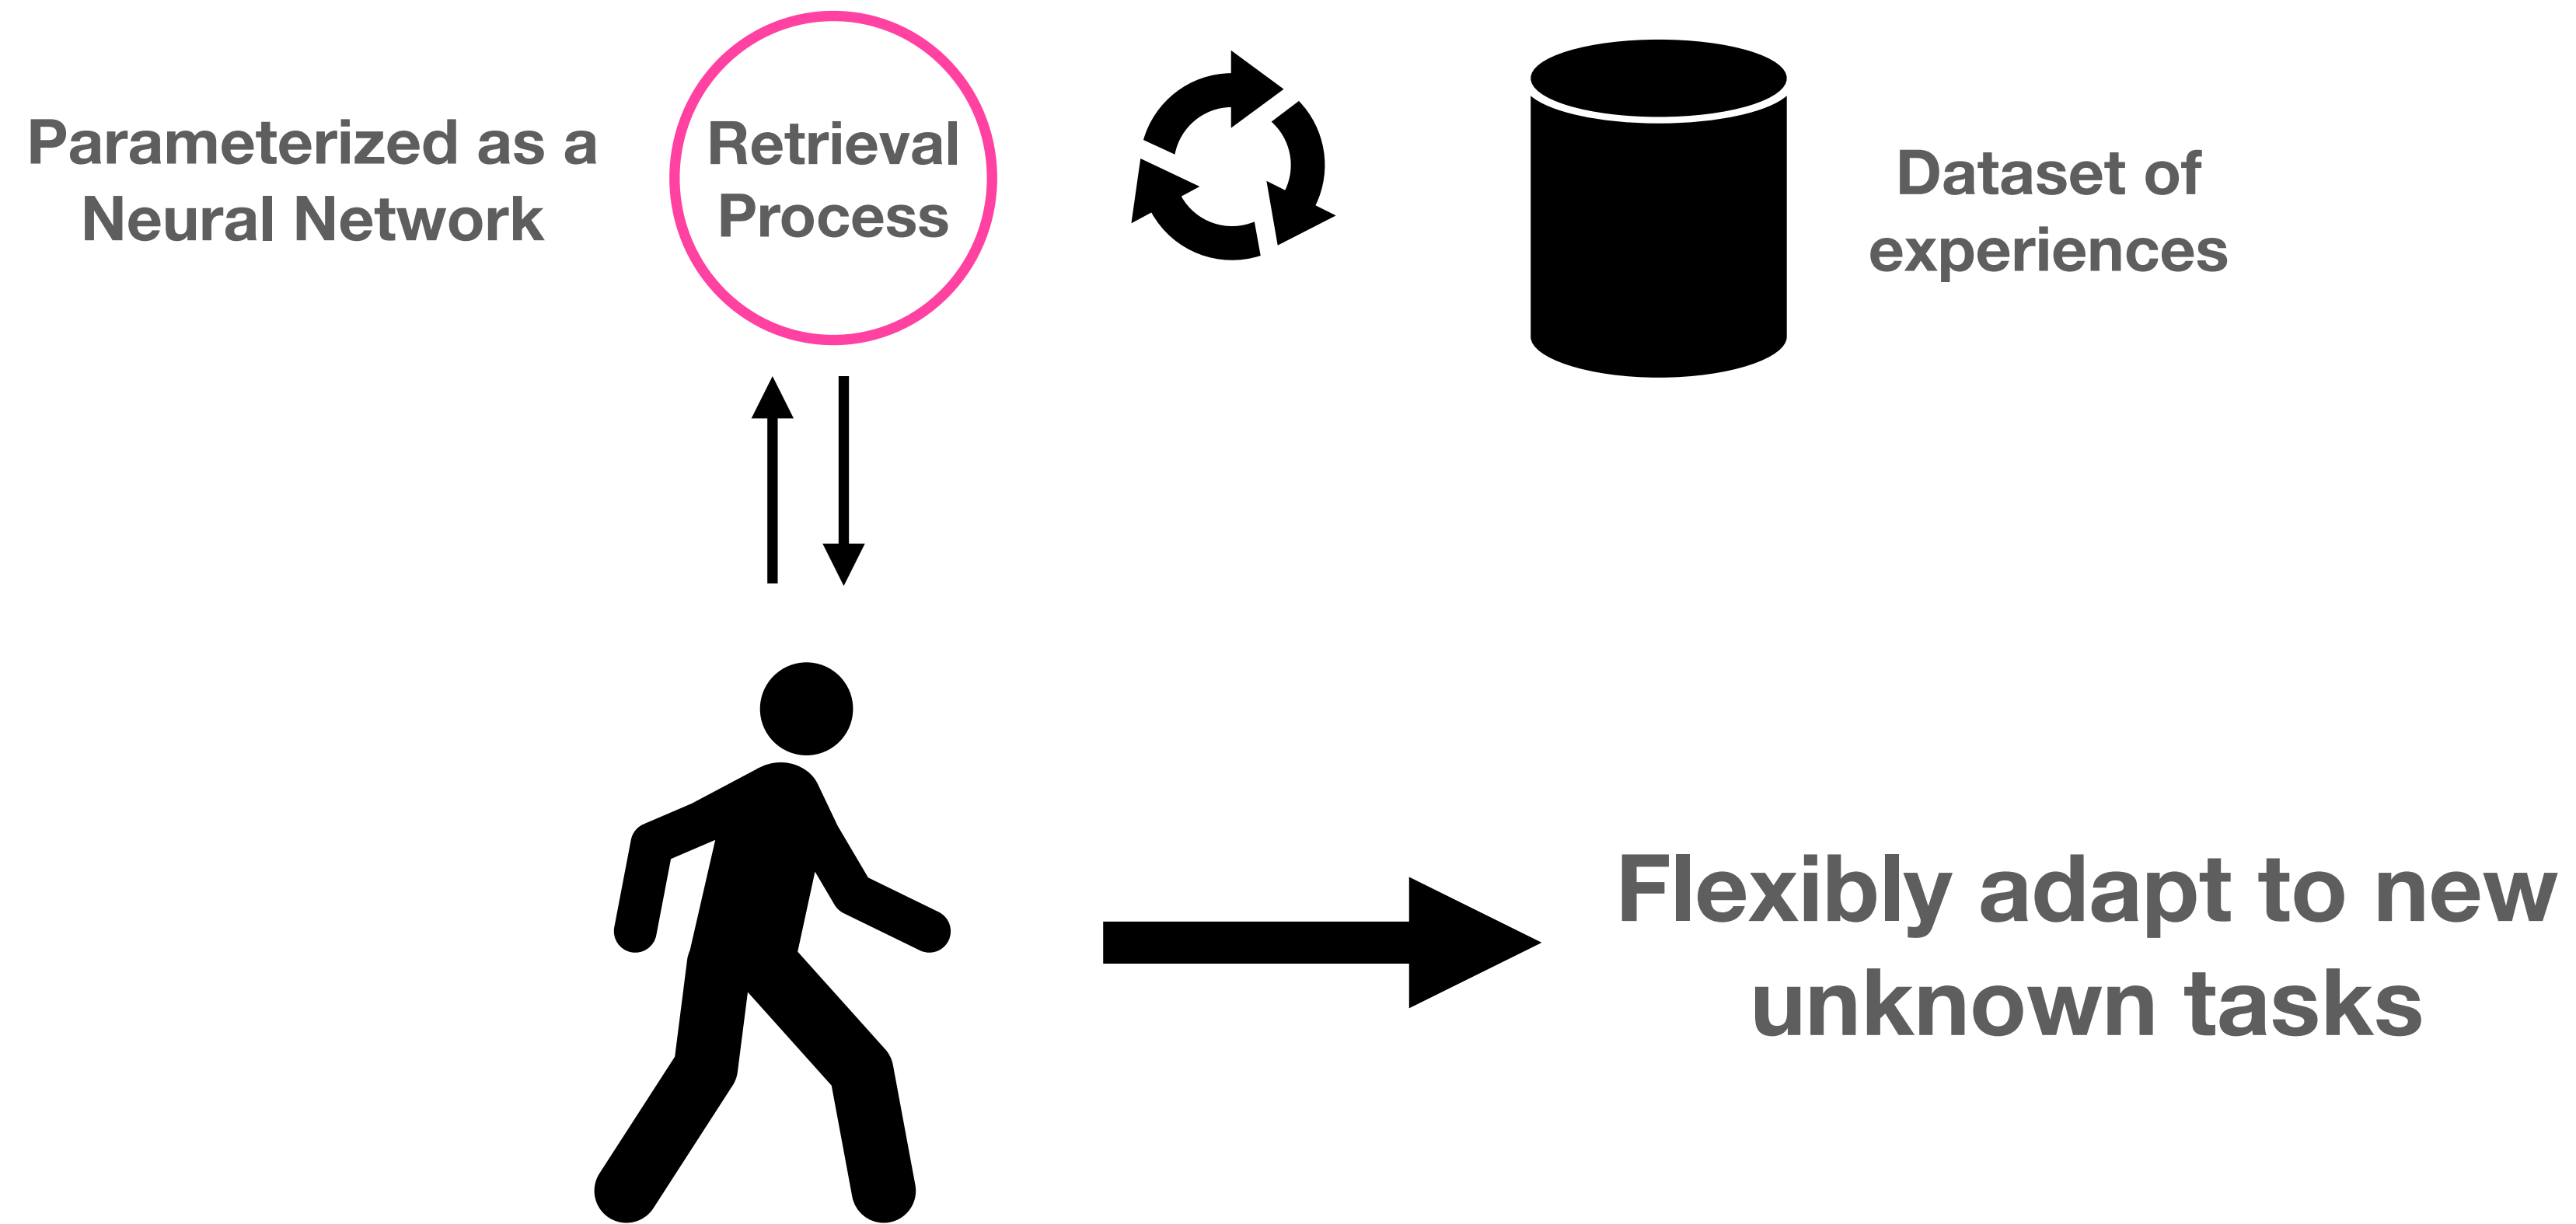 Parameterized as a
Neural Network
Retrieval
Process
Dataset of
experiences
Flexibly adapt to new
unknown tasks